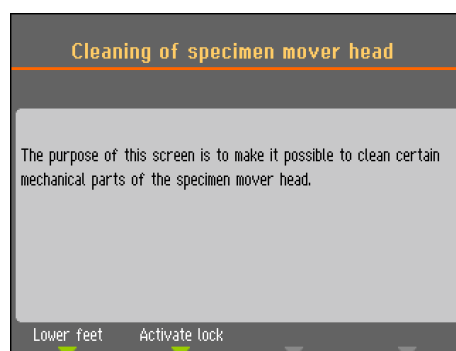 Cleaning of specimen mover head
The purpose of this screen is to make it possible to clean certain
mechanical parts of the specimen mover head.
Lower feet Activate lock